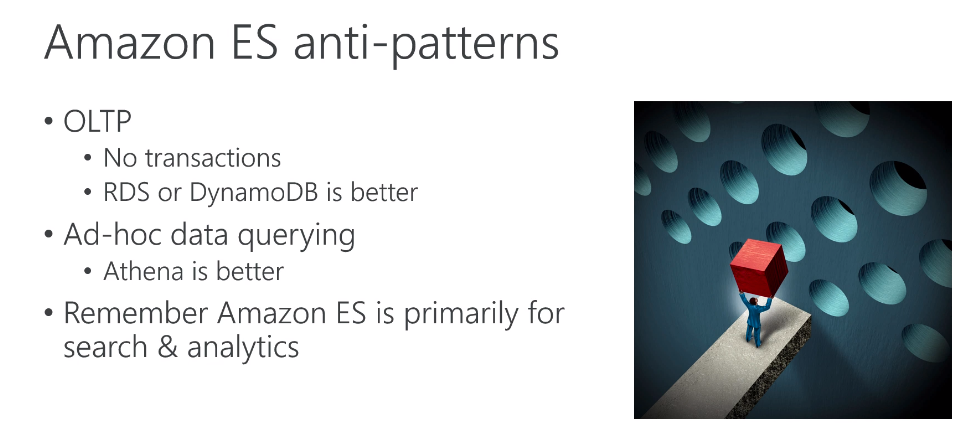 Amazon ES anti-patterns
• OLTP
• No transactions
• RDS or DynamoDB is better
• Ad-hoc data querying
• Athena is better
• Remember Amazon ES is primarily for
search & analytics